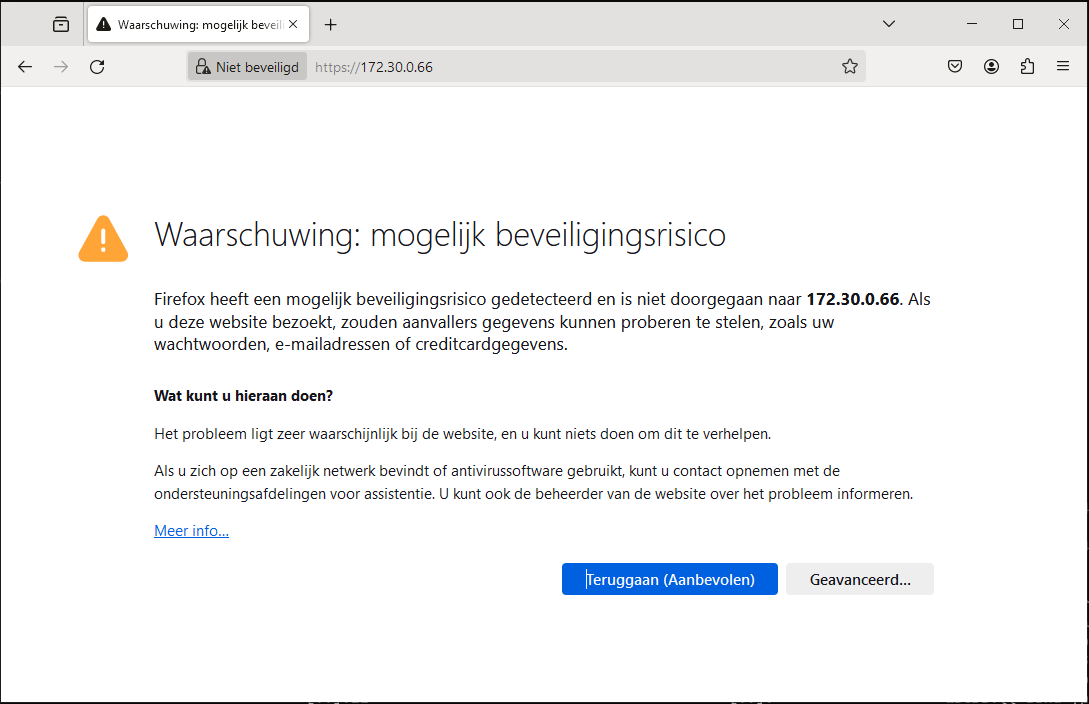 Waarschuwing: mogelijk beveili
Niet beveiligd https://172.30.0.66
Waarschuwing: mogelijk beveiligingsrisico
Firefox heeft een mogelijk beveiligingsrisico gedetecteerd en is niet doorgegaan naar 172.30.0.66. Als
u deze website bezoekt, zouden aanvallers gegevens kunnen proberen te stelen, zoals uw
wachtwoorden, e-mailadressen of creditcardgegevens.
Wat kunt u hieraan doen?
Het probleem ligt zeer waarschijnlijk bij de website, en u kunt niets doen om dit te verhelpen.
Als u zich op een zakelijk netwerk bevindt of antivirussoftware gebruikt, kunt u contact opnemen met de
ondersteuningsafdelingen voor assistentie. U kunt ook de beheerder van de website over het probleem informeren.
Meer info...
Teruggaan (Aanbevolen) Geavanceerd...